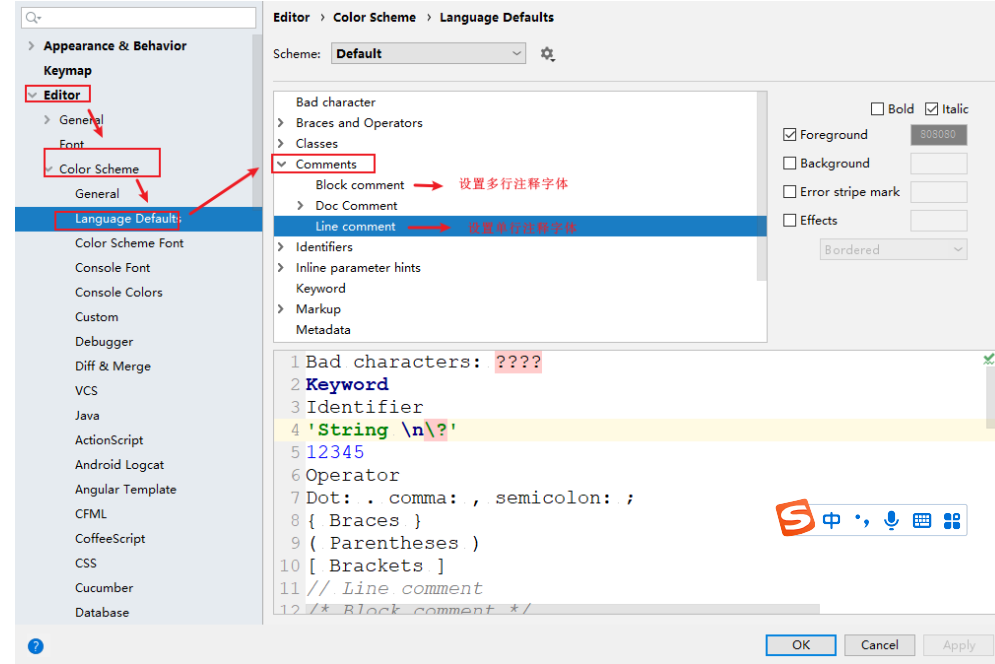 Editor › Color Scheme › Language Defaults
Appearance & Behavior
Keymap
Editor
General
Font
Color Scheme
General
Language Defaults
Color Scheme Font
Console Font
Console Colors
Custom
Debugger
Diff & Merge
VCS
Java
ActionScript
Android Logcat
Angular Template
CFML
CoffeeScript
CSS
Cucumber
Database
Scheme: Default
Bad character
Braces and Operators
Classes
Comments
Block comment 设置多行注释字体
Doc Comment
Line comment 设置单行注释字体
Identifiers
Inline parameter hints
Keyword
Markup
Metadata
Bold Italic
Foreground 808080
Background
Error stripe mark
Effects
Bordered
1 Bad characters: ????
2 Keyword
3 Identifier
4 'String \n\?'
5 12345
6 Operator
7 Dot: . comma: , semicolon: ;
8 { Braces }
9 ( Parentheses )
10 [ Brackets ]
11 // Line comment
12 /* Block comment */
S 中
?
OK Cancel Apply